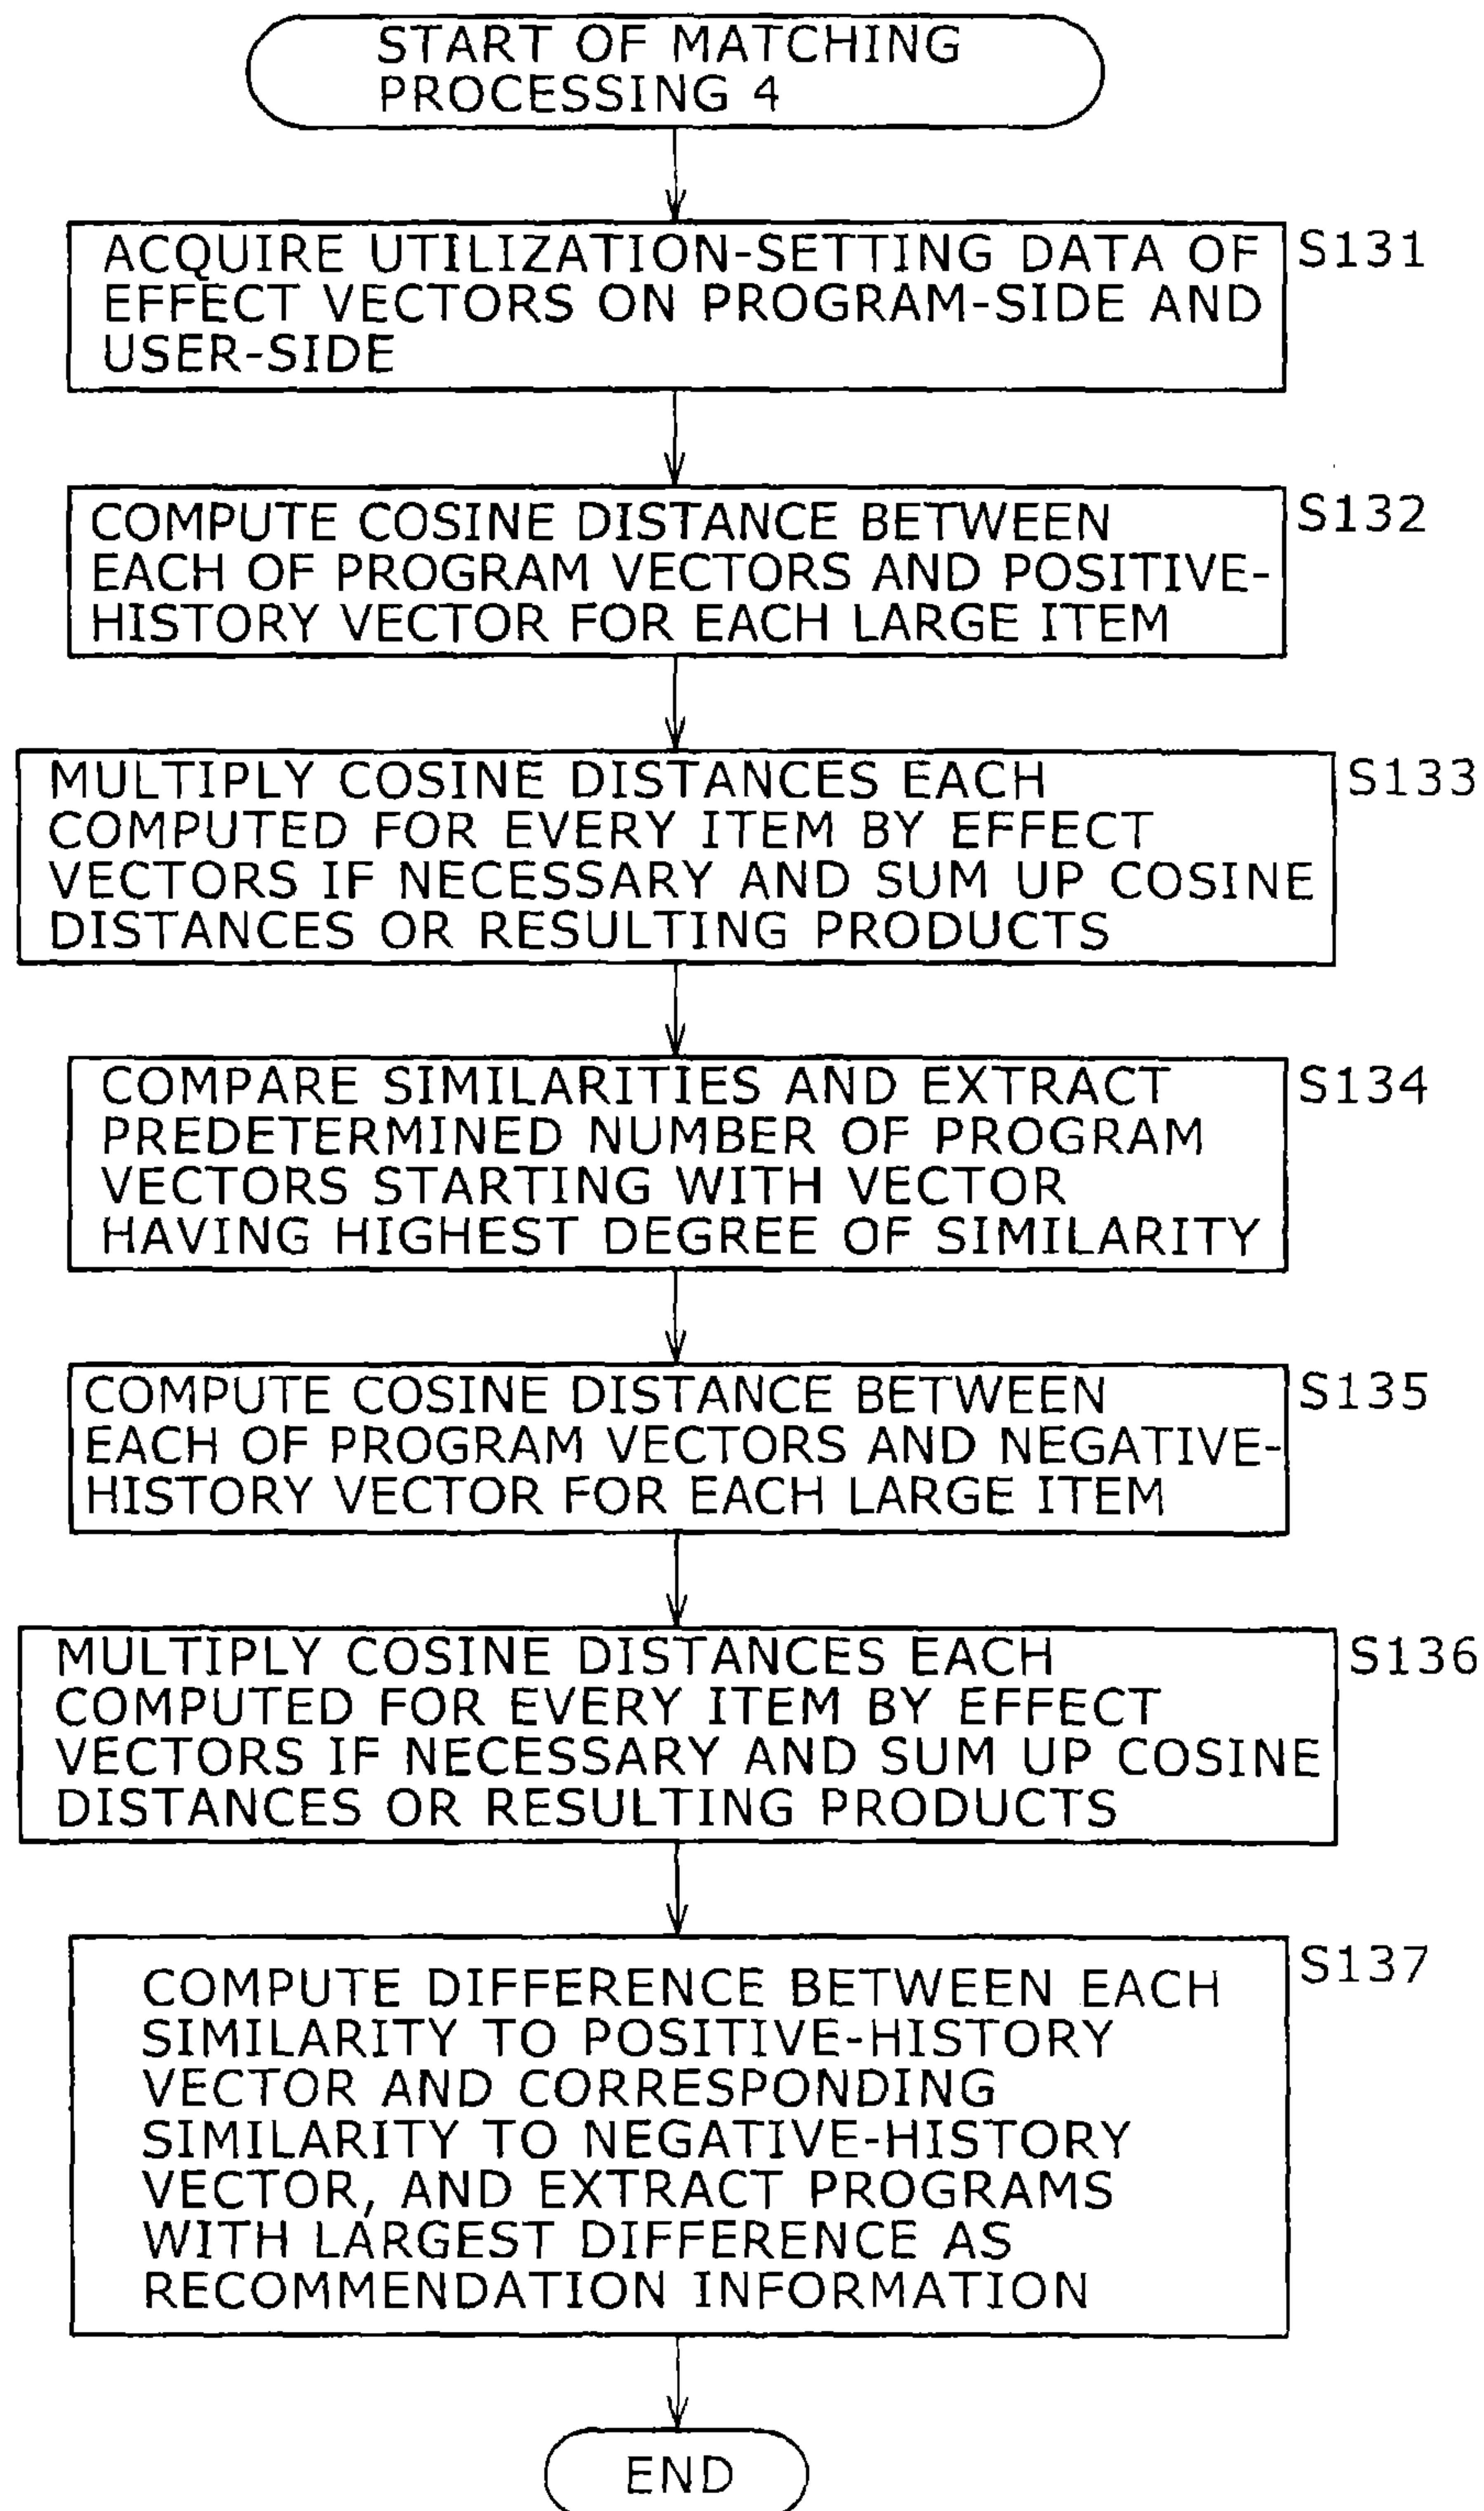 START OF MATCHING
PROCESSING 4
ACQUIRE UTILIZATION-SETTING DATA OF
EFFECT VECTORS ON PROGRAM-SIDE AND
USER-SIDE
S131
COMPUTE COSINE DISTANCE BETWEEN
EACH OF PROGRAM VECTORS AND POSITIVE-
HISTORY VECTOR FOR EACH LARGE ITEM
S132
MULTIPLY COSINE DISTANCES EACH
COMPUTED FOR EVERY ITEM BY EFFECT
VECTORS IF NECESSARY AND SUM UP COSINE
DISTANCES OR RESULTING PRODUCTS
S133
COMPARE SIMILARITIES AND EXTRACT
PREDETERMINED NUMBER OF PROGRAM
VECTORS STARTING WITH VECTOR
HAVING HIGHEST DEGREE OF SIMILARITY
S134
COMPUTE COSINE DISTANCE BETWEEN
EACH OF PROGRAM VECTORS AND NEGATIVE-
HISTORY VECTOR FOR EACH LARGE ITEM
S135
MULTIPLY COSINE DISTANCES EACH
COMPUTED FOR EVERY ITEM BY EFFECT
VECTORS IF NECESSARY AND SUM UP COSINE
DISTANCES OR RESULTING PRODUCTS
S136
COMPUTE DIFFERENCE BETWEEN EACH
SIMILARITY TO POSITIVE-HISTORY
VECTOR AND CORRESPONDING
SIMILARITY TO NEGATIVE-HISTORY
VECTOR, AND EXTRACT PROGRAMS
WITH LARGEST DIFFERENCE AS
RECOMMENDATION INFORMATION
S137
END